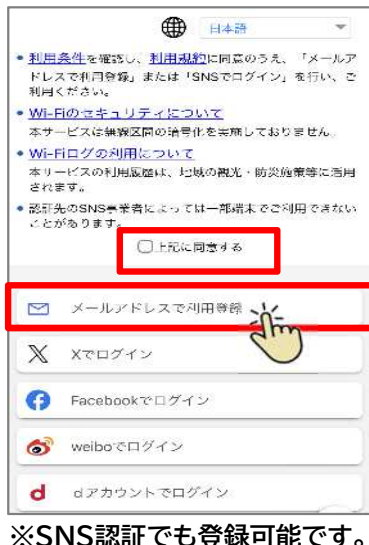 日本語
利用条件を確認し、利用規約に同意のうえ、「メールア
ドレスで利用登録」または「SNSでログイン」を行い、ご
利用ください。
Wi-Fiのセキュリティについて
本サービスは無線区間の暗号化を実施しておりません。
Wi-Fiログの利用について
本サービスの利用履歴は、地域の観光・防災施策等に活用
されます。
認証先のSNS事業者によっては一部端末でご利用できない
ことがあります。
上記に同意する
メールアドレスで利用登録
Xでログイン
Facebookでログイン
weiboでログイン
d dアカウントでログイン
※SNS認証でも登録可能です。